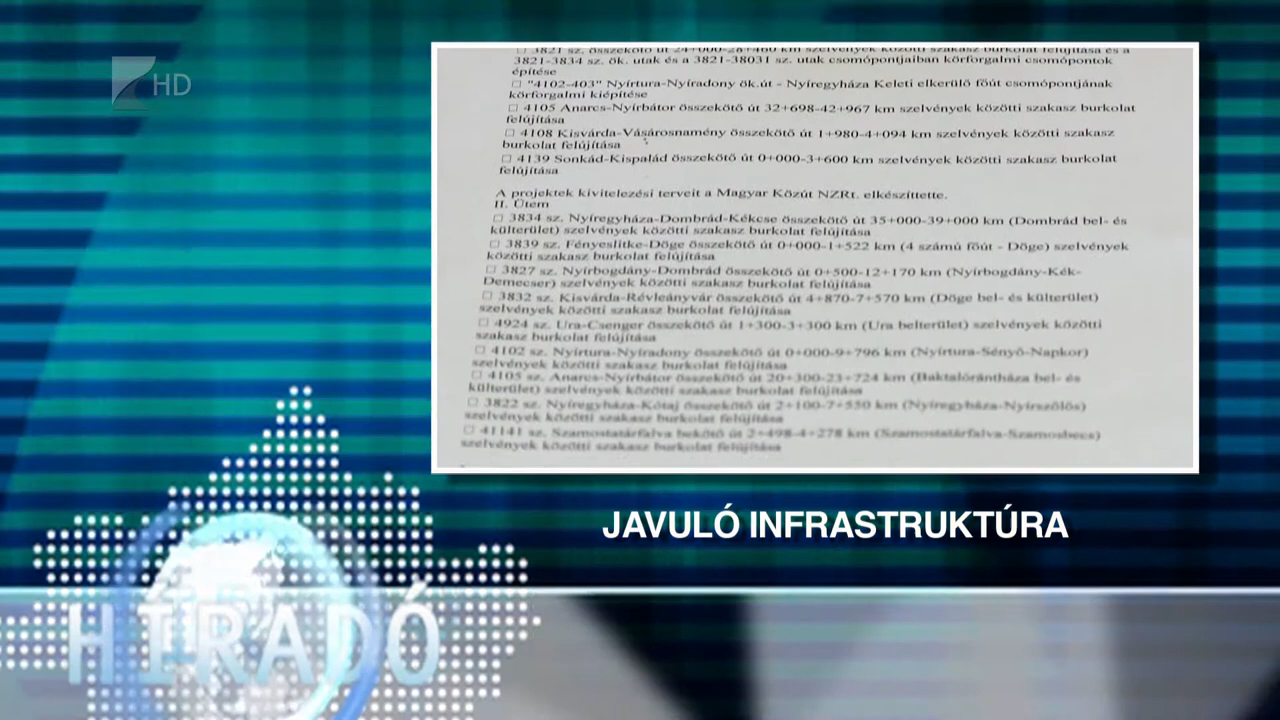 HD
3821 sz. összekötő út 24+000-28+460 km szelvények közötti szakasz burkolat felújítása és a
3821-3834 sz. ök. utak és a 3821-38031 sz. utak csomópontjaiban körforgalmi csomópontok
építése
□ "4102-403" Nyírtura-Nyíradony ök.út - Nyíregyháza Keleti elkerülő főút csomópontjának
körforgalmi kiépítése
□ 4105 Anarcs-Nyírbátor összekötő út 32+698-42+967 km szelvények közötti szakasz burkolat
felújítása
□ 4108 Kisvárda-Vásárosnamény összekötő út 1+980-4+094 km szelvények közötti szakasz
burkolat felújítása
□ 4139 Sonkád-Kispalád összekötő út 0+000-3+600 km szelvények közötti szakasz burkolat
felújítása
A projektek kivitelezési terveit a Magyar Közút NZRt. elkészíttette.
II. Ütem
□ 3834 sz. Nyíregyháza-Dombrád-Kékcse összekötő út 35+000-39+000 km (Dombrád bel- és
külterület) szelvények közötti szakasz burkolat felújítása
□ 3839 sz. Fényeslitke-Döge összekötő út 0+000-1+522 km (4 számú főút - Döge) szelvények
közötti szakasz burkolat felújítása
□ 3827 sz. Nyírbogdány-Dombrád összekötő út 0+500-12+170 km (Nyírbogdány-Kék-
Demecser) szelvények közötti szakasz burkolat felújítása
□ 3832 sz. Kisvárda-Révleányvár összekötő út 4+870-7+570 km (Döge bel- és külterület)
szelvények közötti szakasz burkolat felújítása
□ 4924 sz. Ura-Csenger összekötő út 1+300-3+300 km (Ura belterület) szelvények közötti
szakasz burkolat felújítása
□ 4102 sz. Nyírtura-Nyíradony összekötő út 0+000-9+796 km (Nyírtura-Sényő-Napkor)
szelvények közötti szakasz burkolat felújítása
□ 4105 sz. Anarcs-Nyírbátor összekötő út 20+300-23+724 km (Baktalórántháza bel- és
külterület) szelvények közötti szakasz burkolat felújítása
□ 3822 sz. Nyíregyháza-Kótaj összekötő út 2+100-7+550 km (Nyíregyháza-Nyírszőlős)
szelvények közötti szakasz burkolat felújítása
□ 41141 sz. Szamostatárfalva bekötő út 2+498-4+278 km (Szamostatárfalva-Szamosbecs)
szelvények közötti szakasz burkolat felújítása
JAVULÓ INFRASTRUKTÚRA
HÍRADÓ